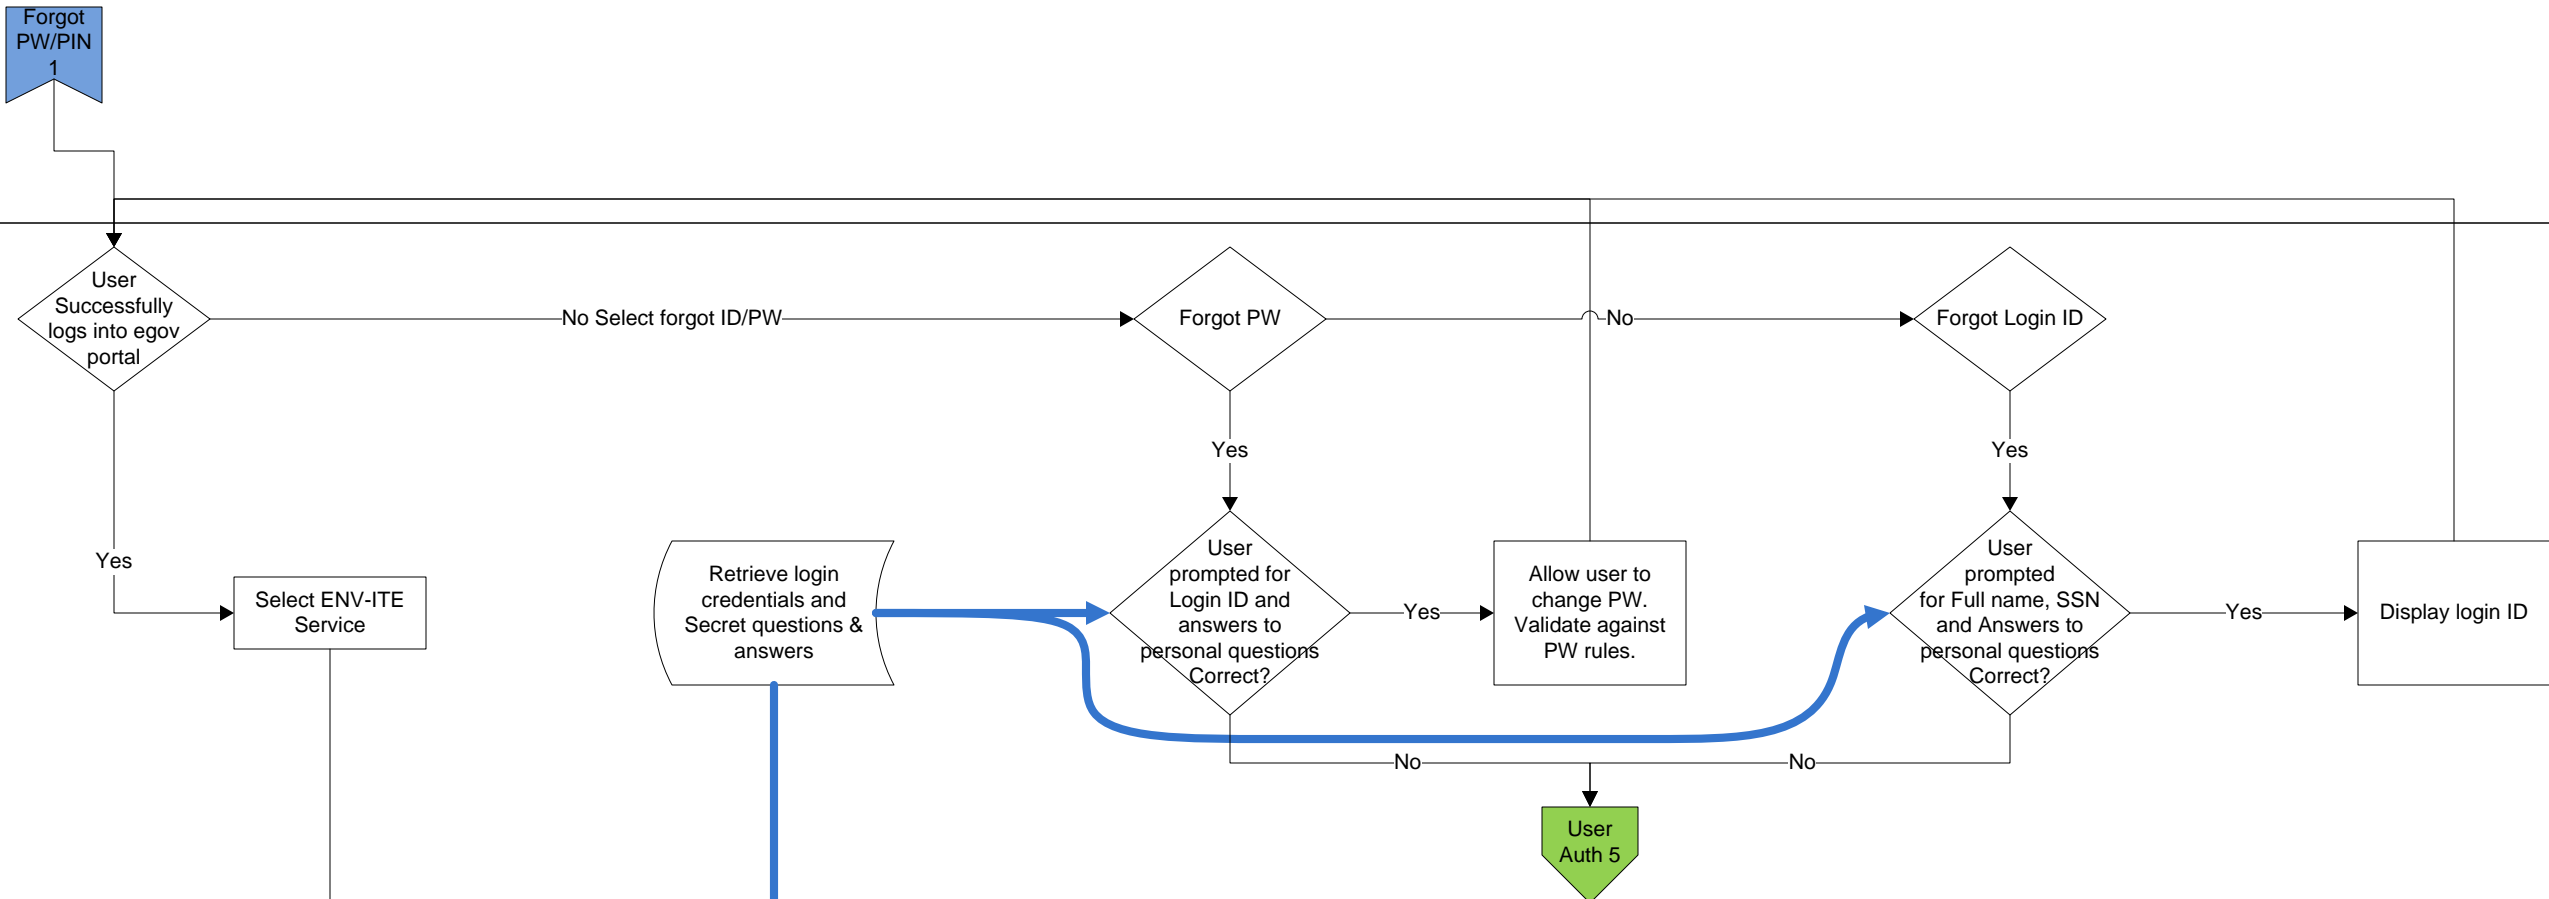 Forgot
PW/PIN
1
User
Successfully
logs into egov
portal
No Select forgot ID/PW
Forgot PW
No
Forgot Login ID
Yes
Yes
Yes
Select ENV-ITE
Service
Retrieve login
credentials and
Secret questions &
answers
User
prompted for
Login ID and
answers to
personal questions
Correct?
Yes
Allow user to
change PW.
Validate against
PW rules.
User
prompted
for Full name, SSN
and Answers to
personal questions
Correct?
Yes
Display login ID
No
No
User
Auth 5